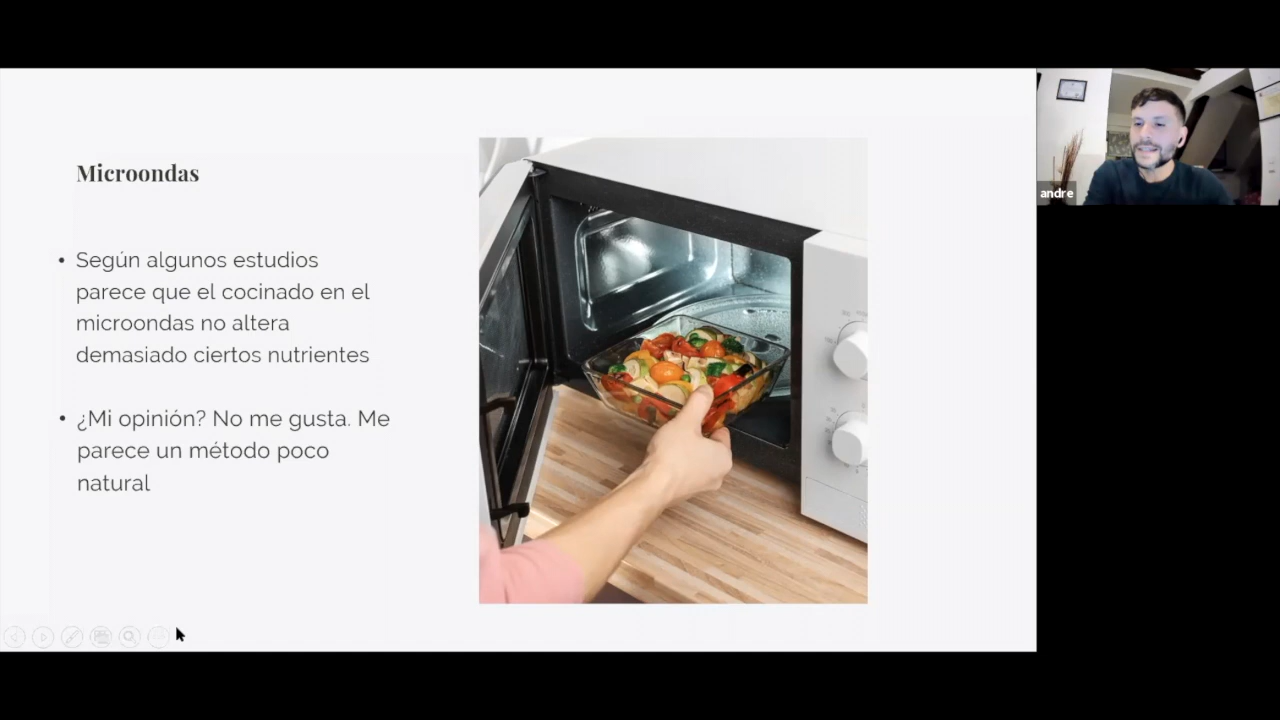 Microondas
• Según algunos estudios
parece que el cocinado en el
microondas no altera
demasiado ciertos nutrientes
• ¿Mi opinión? No me gusta. Me
parece un método poco
natural
andre